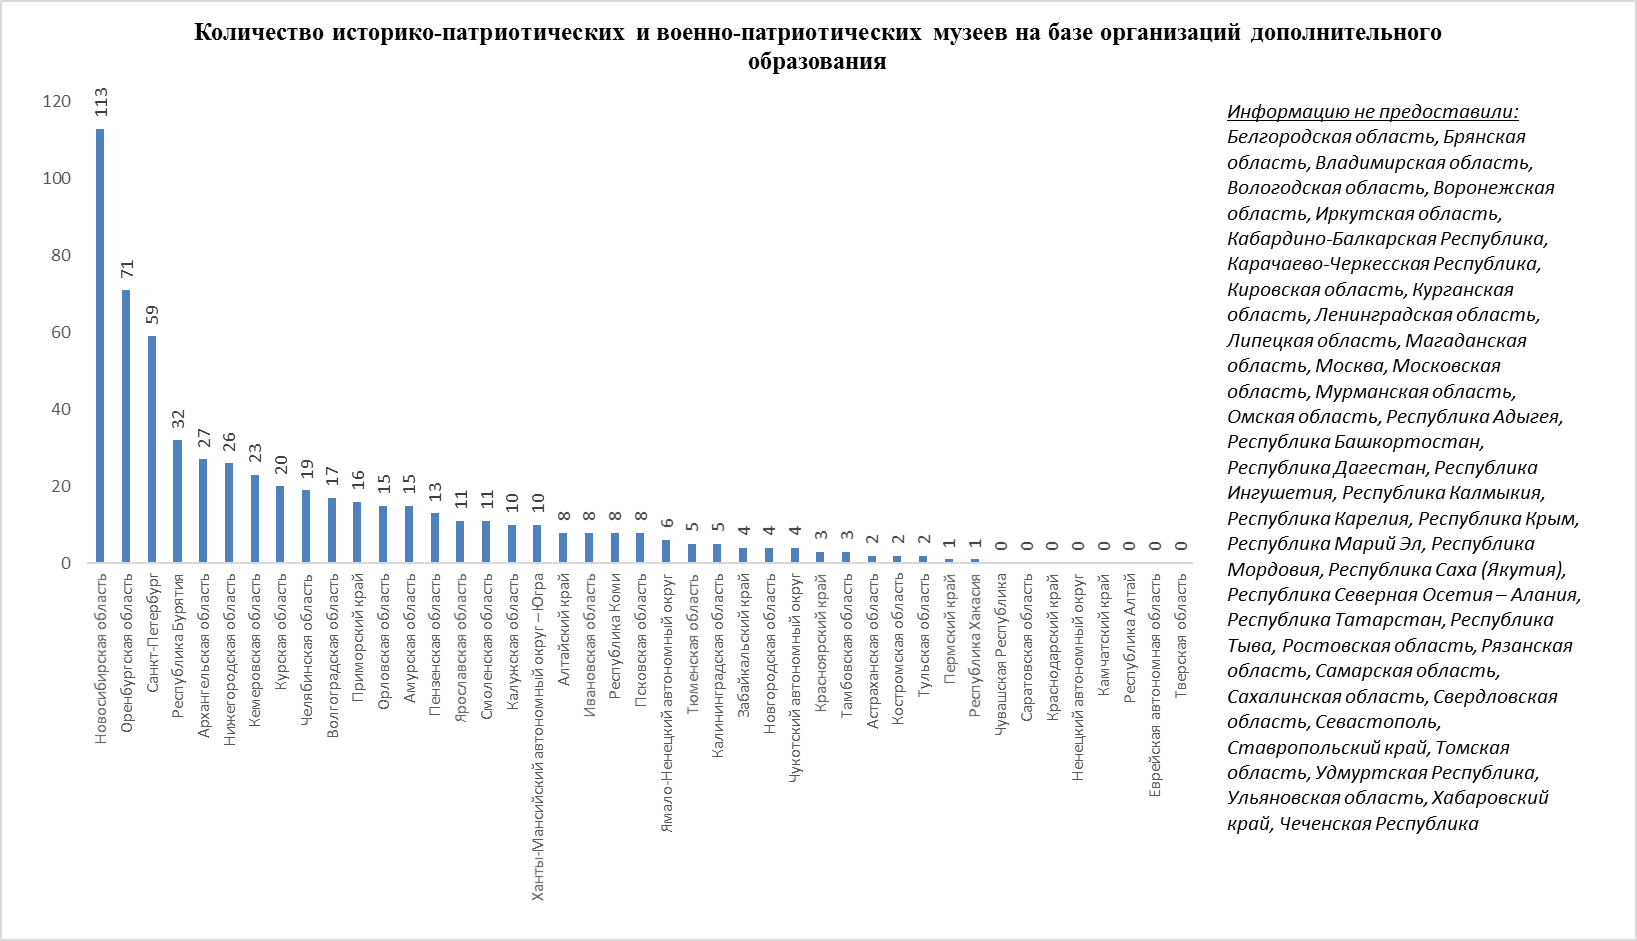 Количество историко-патриотических и военно-патриотических музеев на базе организаций дополнительного
образования
120
100
80
60
40
20
0
113
71
59
32
27
26
23
20
19
17
16
15
15
13
11
11
10
10
8
8
8
8
6
5
5
4
4
4
3
3
2
2
2
1
1
0
0
0
0
0
0
0
0
Новосибирская область
Оренбургская область
Санкт-Петербург
Республика Бурятия
Архангельская область
Нижегородская область
Кемеровская область
Курская область
Челябинская область
Волгоградская область
Приморский край
Орловская область
Амурская область
Пензенская область
Ярославская область
Смоленская область
Калужская область
Ханты-Мансийский автономный округ – Югра
Алтайский край
Ивановская область
Республика Коми
Псковская область
Ямало-Ненецкий автономный округ
Тюменская область
Калининградская область
Забайкальский край
Новгородская область
Чукотский автономный округ
Красноярский край
Тамбовская область
Астраханская область
Костромская область
Тульская область
Пермский край
Республика Хакасия
Чувашская Республика
Саратовская область
Краснодарский край
Ненецкий автономный округ
Камчатский край
Республика Алтай
Еврейская автономная область
Тверская область
Информацию не предоставили:
Белгородская область, Брянская
область, Владимирская область,
Вологодская область, Воронежская
область, Иркутская область,
Кабардино-Балкарская Республика,
Карачаево-Черкесская Республика,
Кировская область, Курганская
область, Ленинградская область,
Липецкая область, Магаданская
область, Москва, Московская
область, Мурманская область,
Омская область, Республика Адыгея,
Республика Башкортостан,
Республика Дагестан, Республика
Ингушетия, Республика Калмыкия,
Республика Карелия, Республика Крым,
Республика Марий Эл, Республика
Мордовия, Республика Саха (Якутия),
Республика Северная Осетия – Алания,
Республика Татарстан, Республика
Тыва, Ростовская область, Рязанская
область, Самарская область,
Сахалинская область, Свердловская
область, Севастополь,
Ставропольский край, Томская
область, Удмуртская Республика,
Ульяновская область, Хабаровский
край, Чеченская Республика